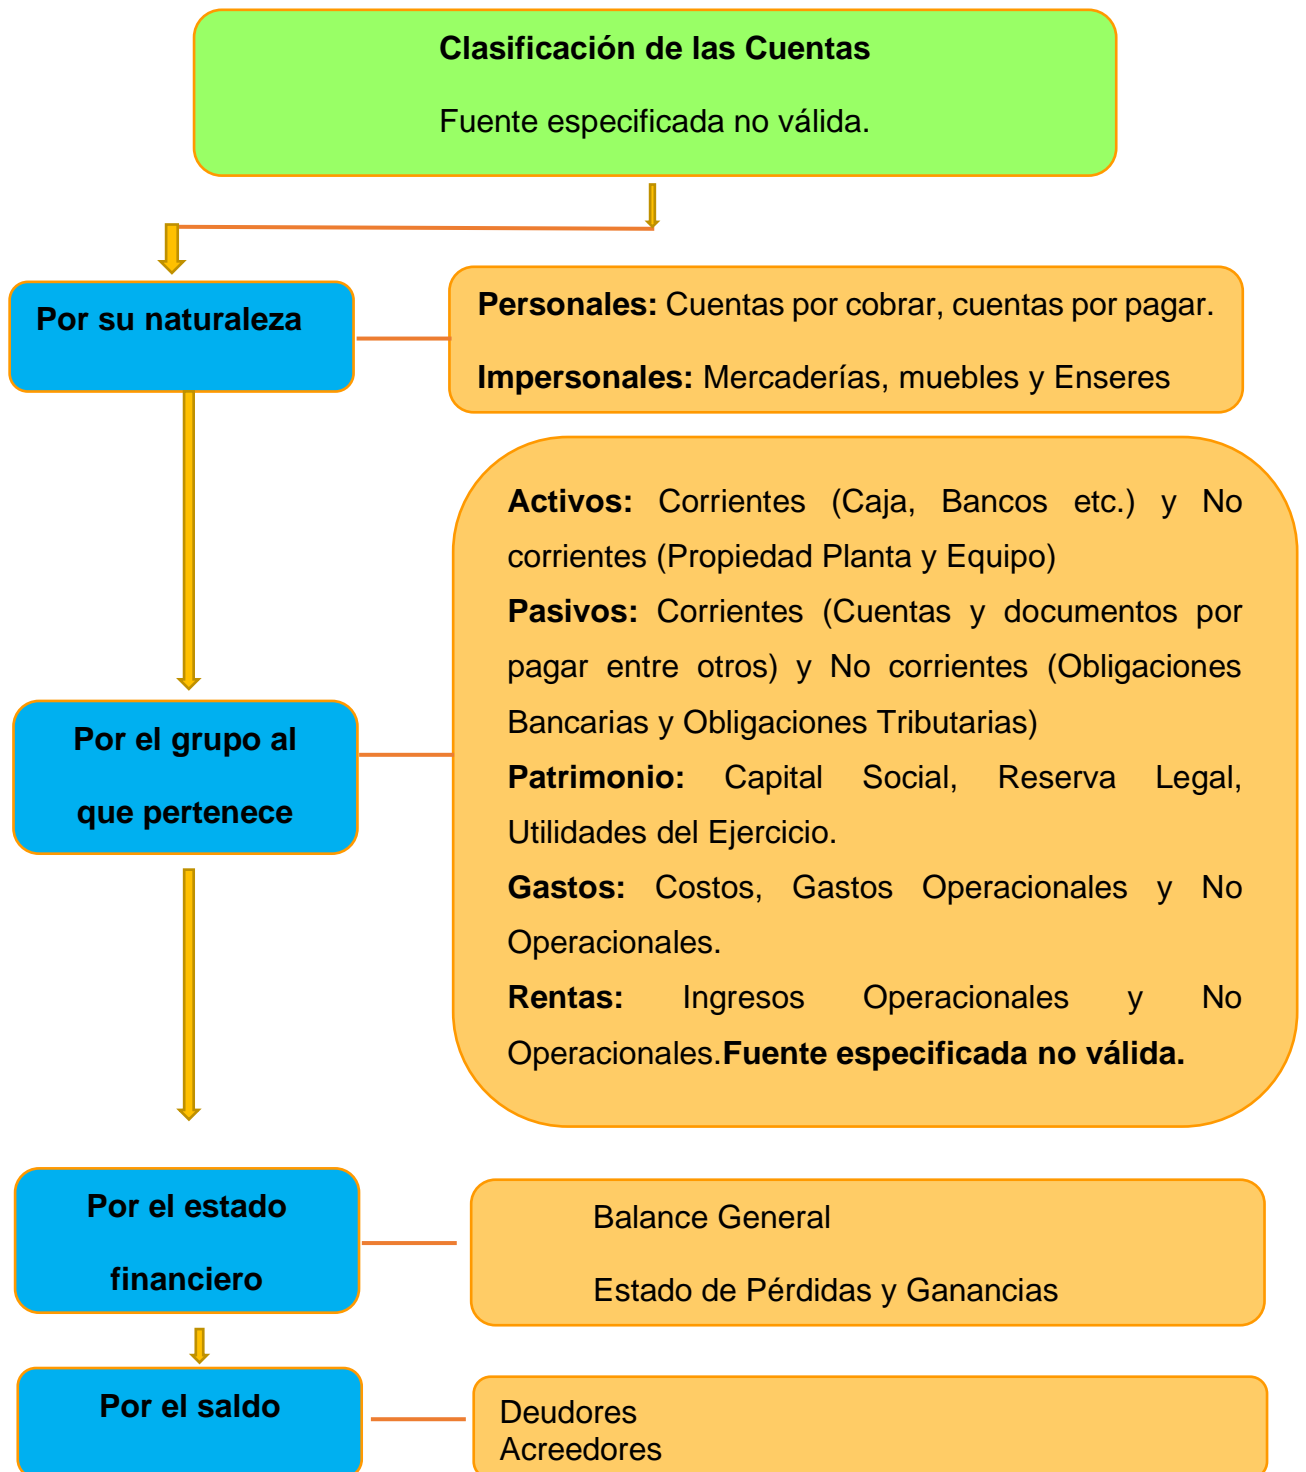 Clasificación de las Cuentas
Fuente especificada no válida.
Por su naturaleza
Personales: Cuentas por cobrar, cuentas por pagar.
Impersonales: Mercaderías, muebles y Enseres
Por el grupo al
que pertenece
Activos: Corrientes (Caja, Bancos etc.) y No
corrientes (Propiedad Planta y Equipo)
Pasivos: Corrientes (Cuentas y documentos por
pagar entre otros) y No corrientes (Obligaciones
Bancarias y Obligaciones Tributarias)
Patrimonio: Capital Social, Reserva Legal,
Utilidades del Ejercicio.
Gastos: Costos, Gastos Operacionales y No
Operacionales.
Rentas: Ingresos Operacionales y No
Operacionales.Fuente especificada no válida.
Por el estado
financiero
Balance General
Estado de Pérdidas y Ganancias
Por el saldo
Deudores
Acreedores